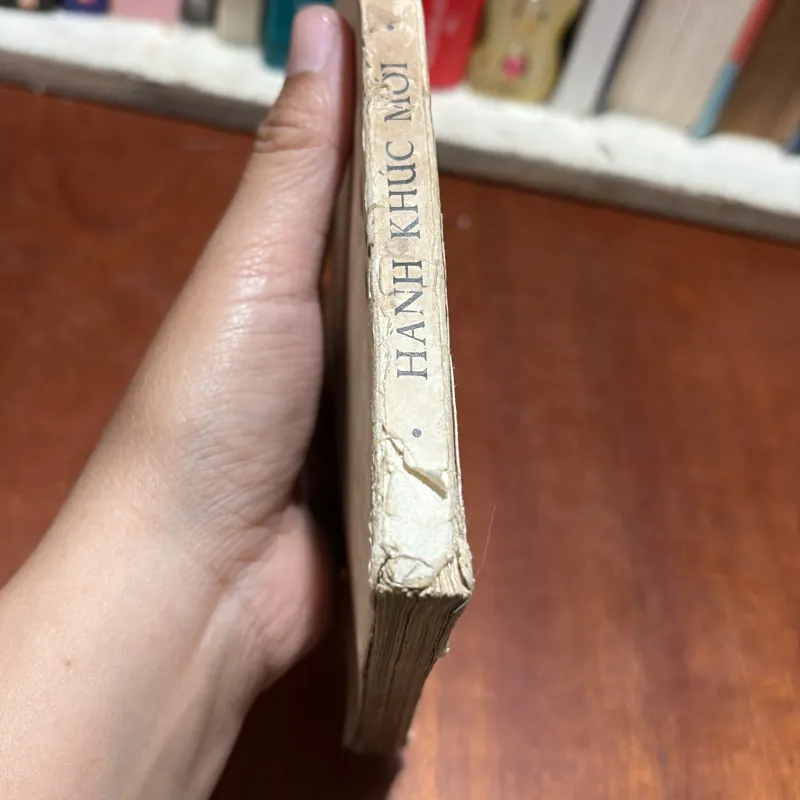 • HÀNH KHÚC MỚI •